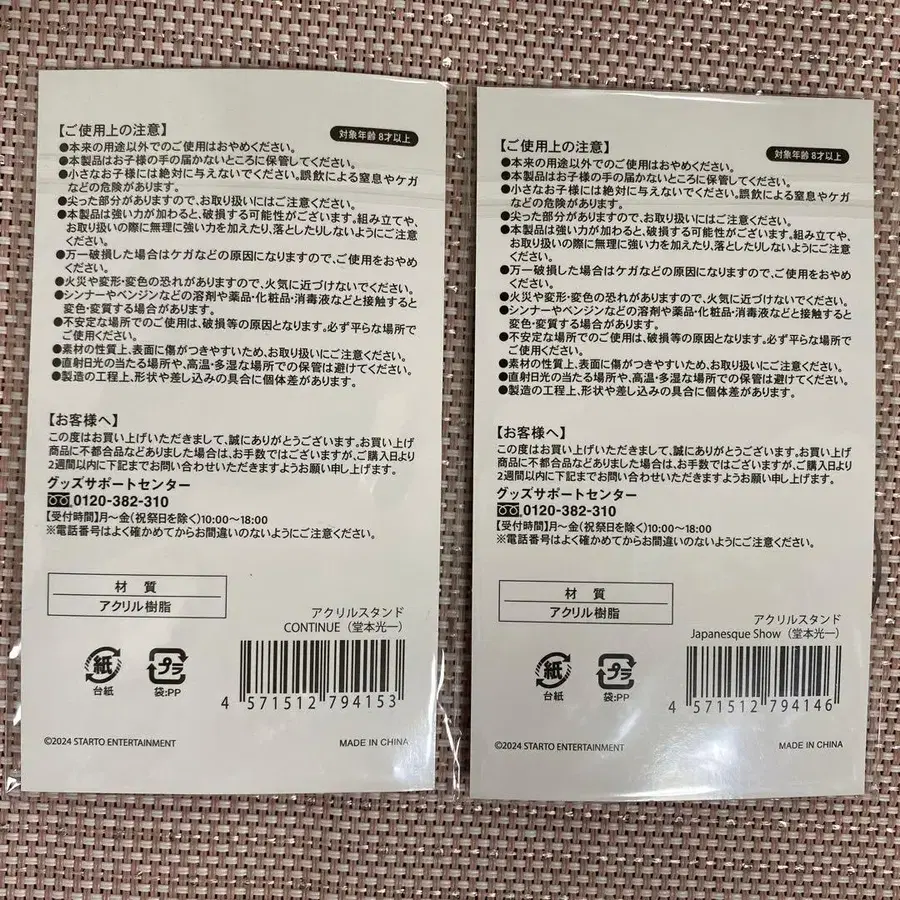 【ご使用上の注意】
対象年齢 8才以上
●本来の用途以外でのご使用はおやめください。
●本製品はお子様の手の届かないところに保管してください。
●小さなお子様には絶対に与えないでください。誤飲による窒息やケガ
などの危険があります。
●尖った部分がありますので、お取り扱いにはご注意ください。
●本製品は強い力が加わると、破損する可能性がございます。組み立てや、
お取り扱いの際に無理に強い力を加えたり、落としたりしないようにご注意
ください。
●万一破損した場合はケガなどの原因になりますので、ご使用をおやめ
ください。
●火災や変形・変色の恐れがありますので、火気に近づけないでください。
●シンナーやベンジンなどの溶剤や薬品・化粧品・消毒液などと接触すると
変色・変質する場合があります。
●不安定な場所でのご使用は、破損等の原因となります。必ず平らな場所で
ご使用ください。
●素材の性質上、表面に傷がつきやすいため、お取り扱いにご注意ください。
●直射日光の当たる場所や、高温・多湿な場所での保管は避けてください。
●製造の工程上、形状や差し込みの具合に個体差があります。
【お客様へ】
この度はお買い上げいただきまして、誠にありがとうございます。お買い上げ
商品に不都合品などありました場合は、お手数ではございますが、ご購入日より
2週間以内に下記までお問い合わせいただきますようお願い申し上げます。
グッズサポートセンター
0120-382-310
【受付時間】月～金(祝祭日を除く)10:00～18:00
※電話番号はよく確かめてからお間違いのないようにご注意ください。
材 質
アクリル樹脂
アクリルスタンド
CONTINUE（堂本光一）
紙
台紙
プラ
袋:PP
4 571512 794153
©2024 STARTO ENTERTAINMENT
MADE IN CHINA
【ご使用上の注意】
対象年齢 8才以上
●本来の用途以外でのご使用はおやめください。
●本製品はお子様の手の届かないところに保管してください。
●小さなお子様には絶対に与えないでください。誤飲による窒息やケガ
などの危険があります。
●尖った部分がありますので、お取り扱いにはご注意ください。
●本製品は強い力が加わると、破損する可能性がございます。組み立てや、
お取り扱いの際に無理に強い力を加えたり、落としたりしないようにご注意
ください。
●万一破損した場合はケガなどの原因になりますので、ご使用をおやめ
ください。
●火災や変形・変色の恐れがありますので、火気に近づけないでください。
●シンナーやベンジンなどの溶剤や薬品・化粧品・消毒液などと接触すると
変色・変質する場合があります。
●不安定な場所でのご使用は、破損等の原因となります。必ず平らな場所で
ご使用ください。
●素材の性質上、表面に傷がつきやすいため、お取り扱いにご注意ください。
●直射日光の当たる場所や、高温・多湿な場所での保管は避けてください。
●製造の工程上、形状や差し込みの具合に個体差があります。
【お客様へ】
この度はお買い上げいただきまして、誠にありがとうございます。お買い上げ
商品に不都合品などありました場合は、お手数ではございますが、ご購入日より
2週間以内に下記までお問い合わせいただきますようお願い申し上げます。
グッズサポートセンター
0120-382-310
【受付時間】月～金(祝祭日を除く)10:00～18:00
※電話番号はよく確かめてからお間違いのないようにご注意ください。
材 質
アクリル樹脂
アクリルスタンド
Japanesque Show（堂本光一）
紙
台紙
プラ
袋:PP
4 571512 794146
©2024 STARTO ENTERTAINMENT
MADE IN CHINA